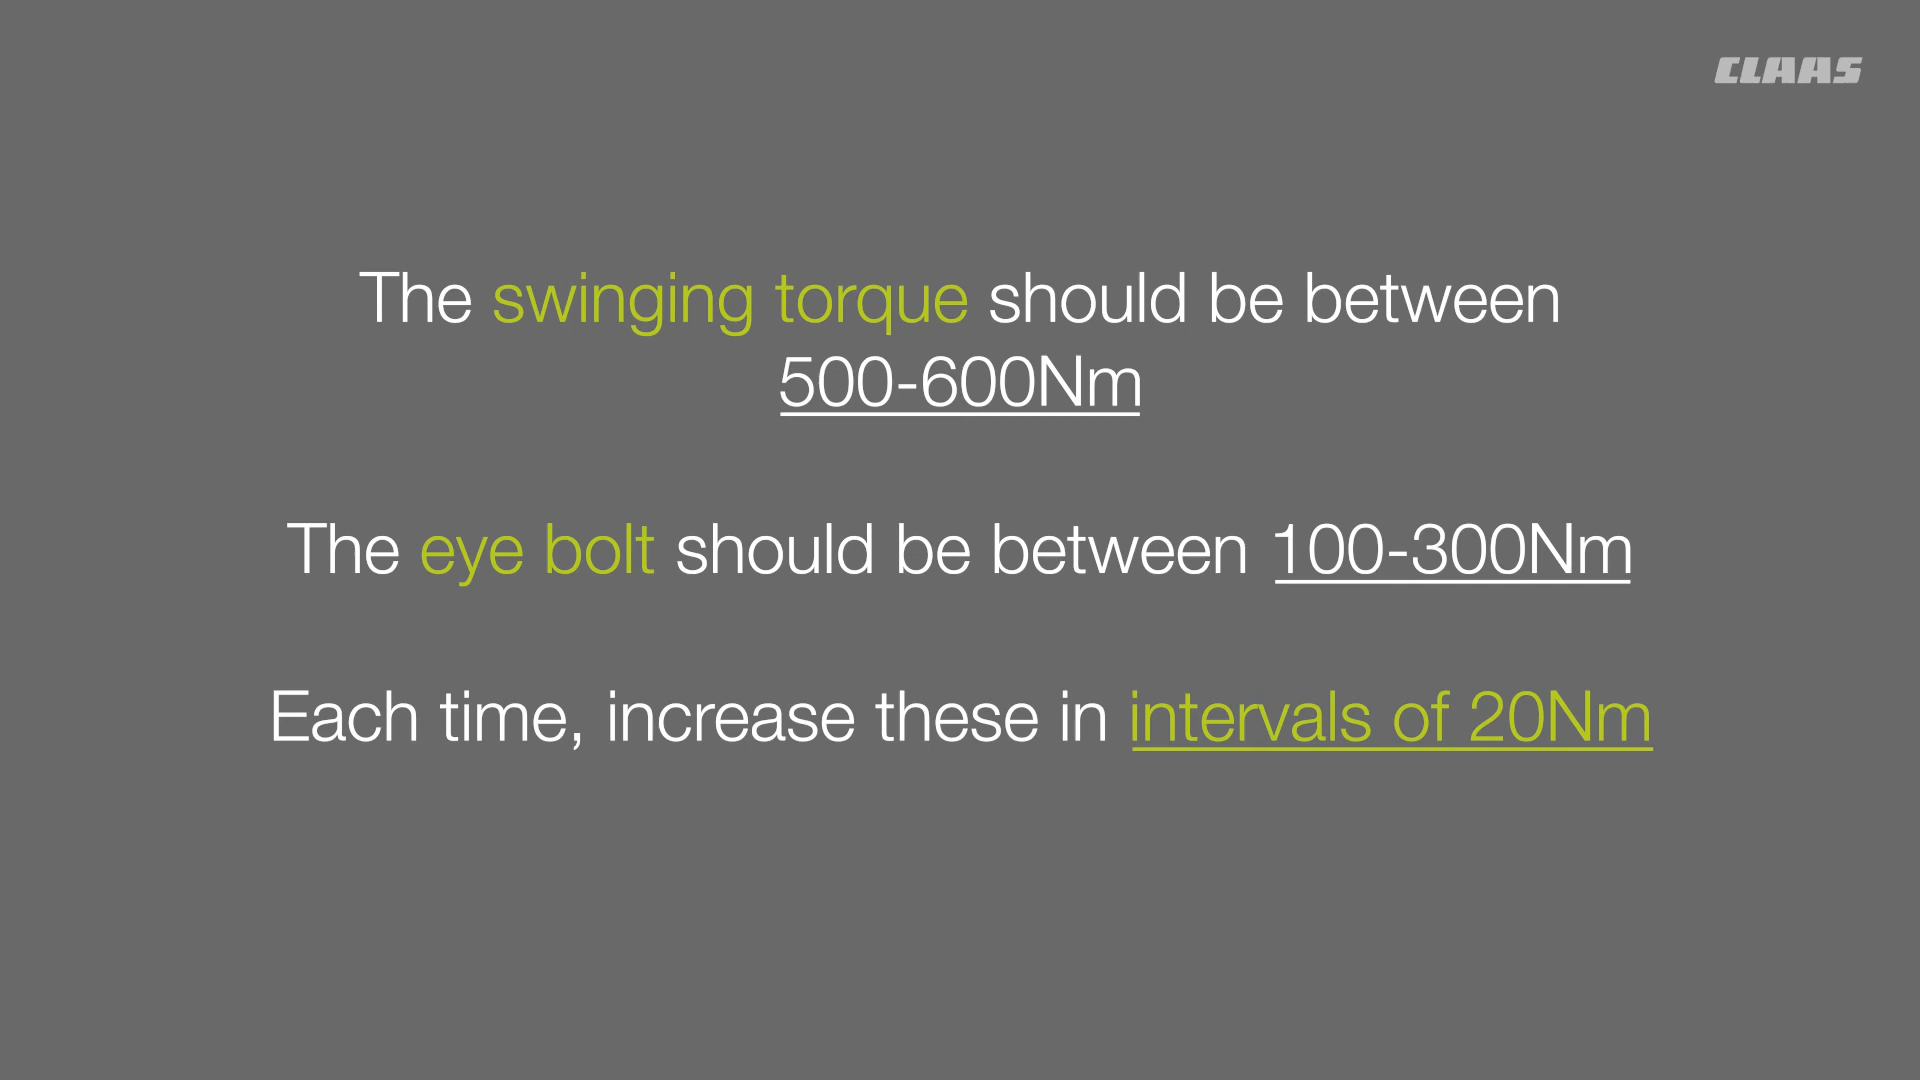 CLAAS
The swinging torque should be between
500-600Nm
The eye bolt should be between 100-300Nm
Each time, increase these in intervals of 20Nm